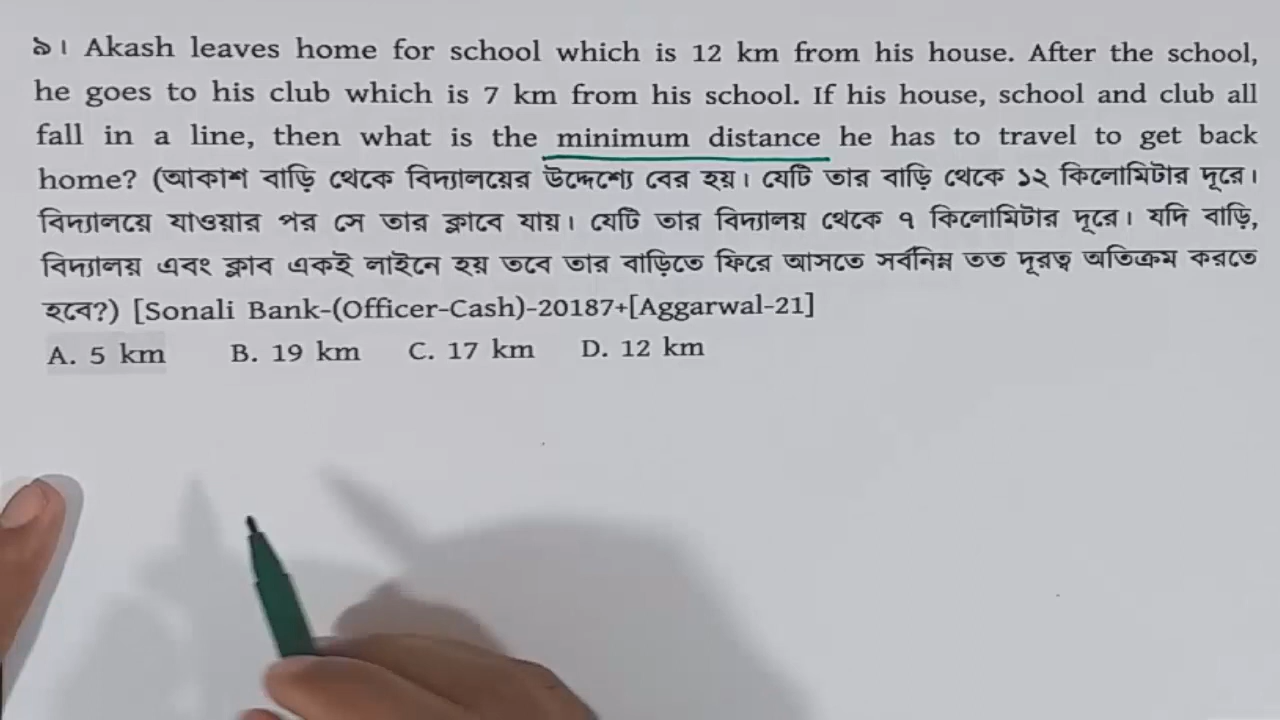 ৯। Akash leaves home for school which is 12 km from his house. After the school,
he goes to his club which is 7 km from his school. If his house, school and club all
fall in a line, then what is the minimum distance he has to travel to get back
home? (আকাশ বাড়ি থেকে বিদ্যালয়ের উদ্দেশ্যে বের হয়। যেটি তার বাড়ি থেকে ১২ কিলোমিটার দূরে।
বিদ্যালয়ে যাওয়ার পর সে তার ক্লাবে যায়। যেটি তার বিদ্যালয় থেকে ৭ কিলোমিটার দূরে। যদি বাড়ি,
বিদ্যালয় এবং ক্লাব একই লাইনে হয় তবে তার বাড়িতে ফিরে আসতে সর্বনিম্ন তত দূরত্ব অতিক্রম করতে
হবে?) [Sonali Bank-(Officer-Cash)-20187+[Aggarwal-21]
A. 5 km B. 19 km C. 17 km D. 12 km